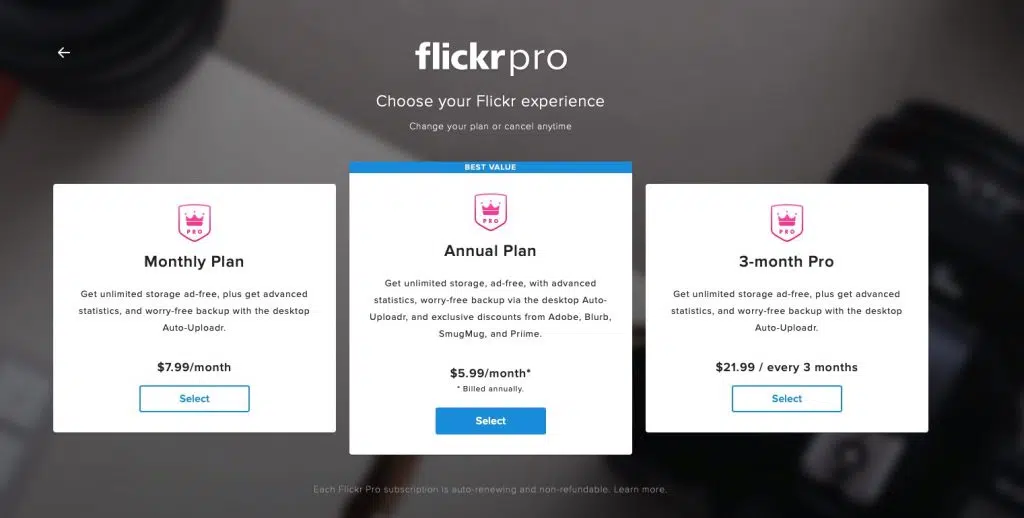 flickr pro
Choose your Flickr experience
Change your plan or cancel anytime
PRO
Monthly Plan
Get unlimited storage ad-free, plus get advanced
statistics, and worry-free backup with the desktop
Auto-Uploadr.
$7.99/month
Select
BEST VALUE
PRO
Annual Plan
Get unlimited storage, ad-free, with advanced
statistics, worry-free backup via the desktop Auto-
Uploadr, and exclusive discounts from Adobe, Blurb,
SmugMug, and Priime.
$5.99/month*
* Billed annually.
Select
PRO
3-month Pro
Get unlimited storage ad-free, plus get advanced
statistics, and worry-free backup with the desktop
Auto-Uploadr.
$21.99 / every 3 months
Select
Each Flickr Pro subscription is auto-renewing and non-refundable. Learn more.